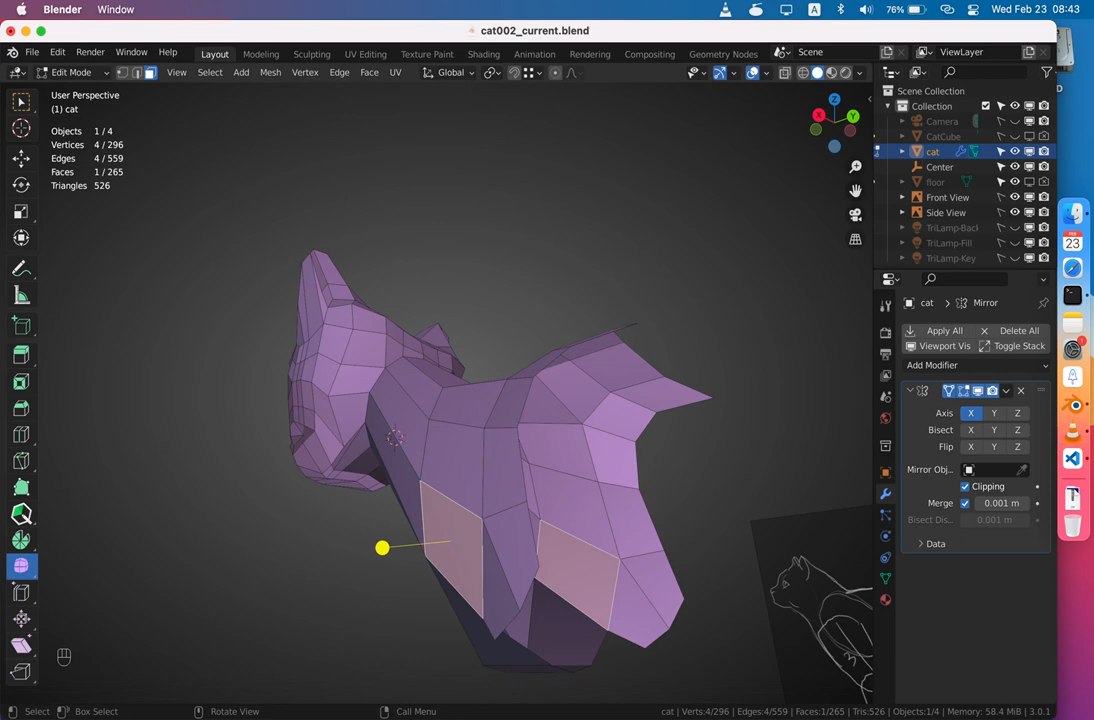 Blender Window 76% Wed Feb 23 08:43
cat002_current.blend
File Edit Render Window Help Layout Modeling Sculpting UV Editing Texture Paint Shading Animation Rendering Compositing Geometry Nodes Scene ViewLayer
Edit Mode View Select Add Mesh Vertex Edge Face UV Global
User Perspective
(1) cat
Objects 1 / 4
Vertices 4 / 296
Edges 4 / 559
Faces 1 / 265
Triangles 526
Z
X
Y
Scene Collection
Collection
Camera
CatCube
cat
Center
floor
Front View
Side View
TriLamp-Back
TriLamp-Fill
TriLamp-Key
cat Mirror
Apply All Delete All
Viewport Vis Toggle Stack
Add Modifier
Axis X Y Z
Bisect X Y Z
Flip X Y Z
Mirror Obj...
Clipping
Merge 0.001 m
Bisect Dis... 0.001 m
Data
FEB
23
1
Select Box Select Rotate View Call Menu cat | Verts:4/296 | Edges:4/559 | Faces:1/265 | Tris:526 | Objects:1/4 | Memory: 58.4 MiB | 3.0.1